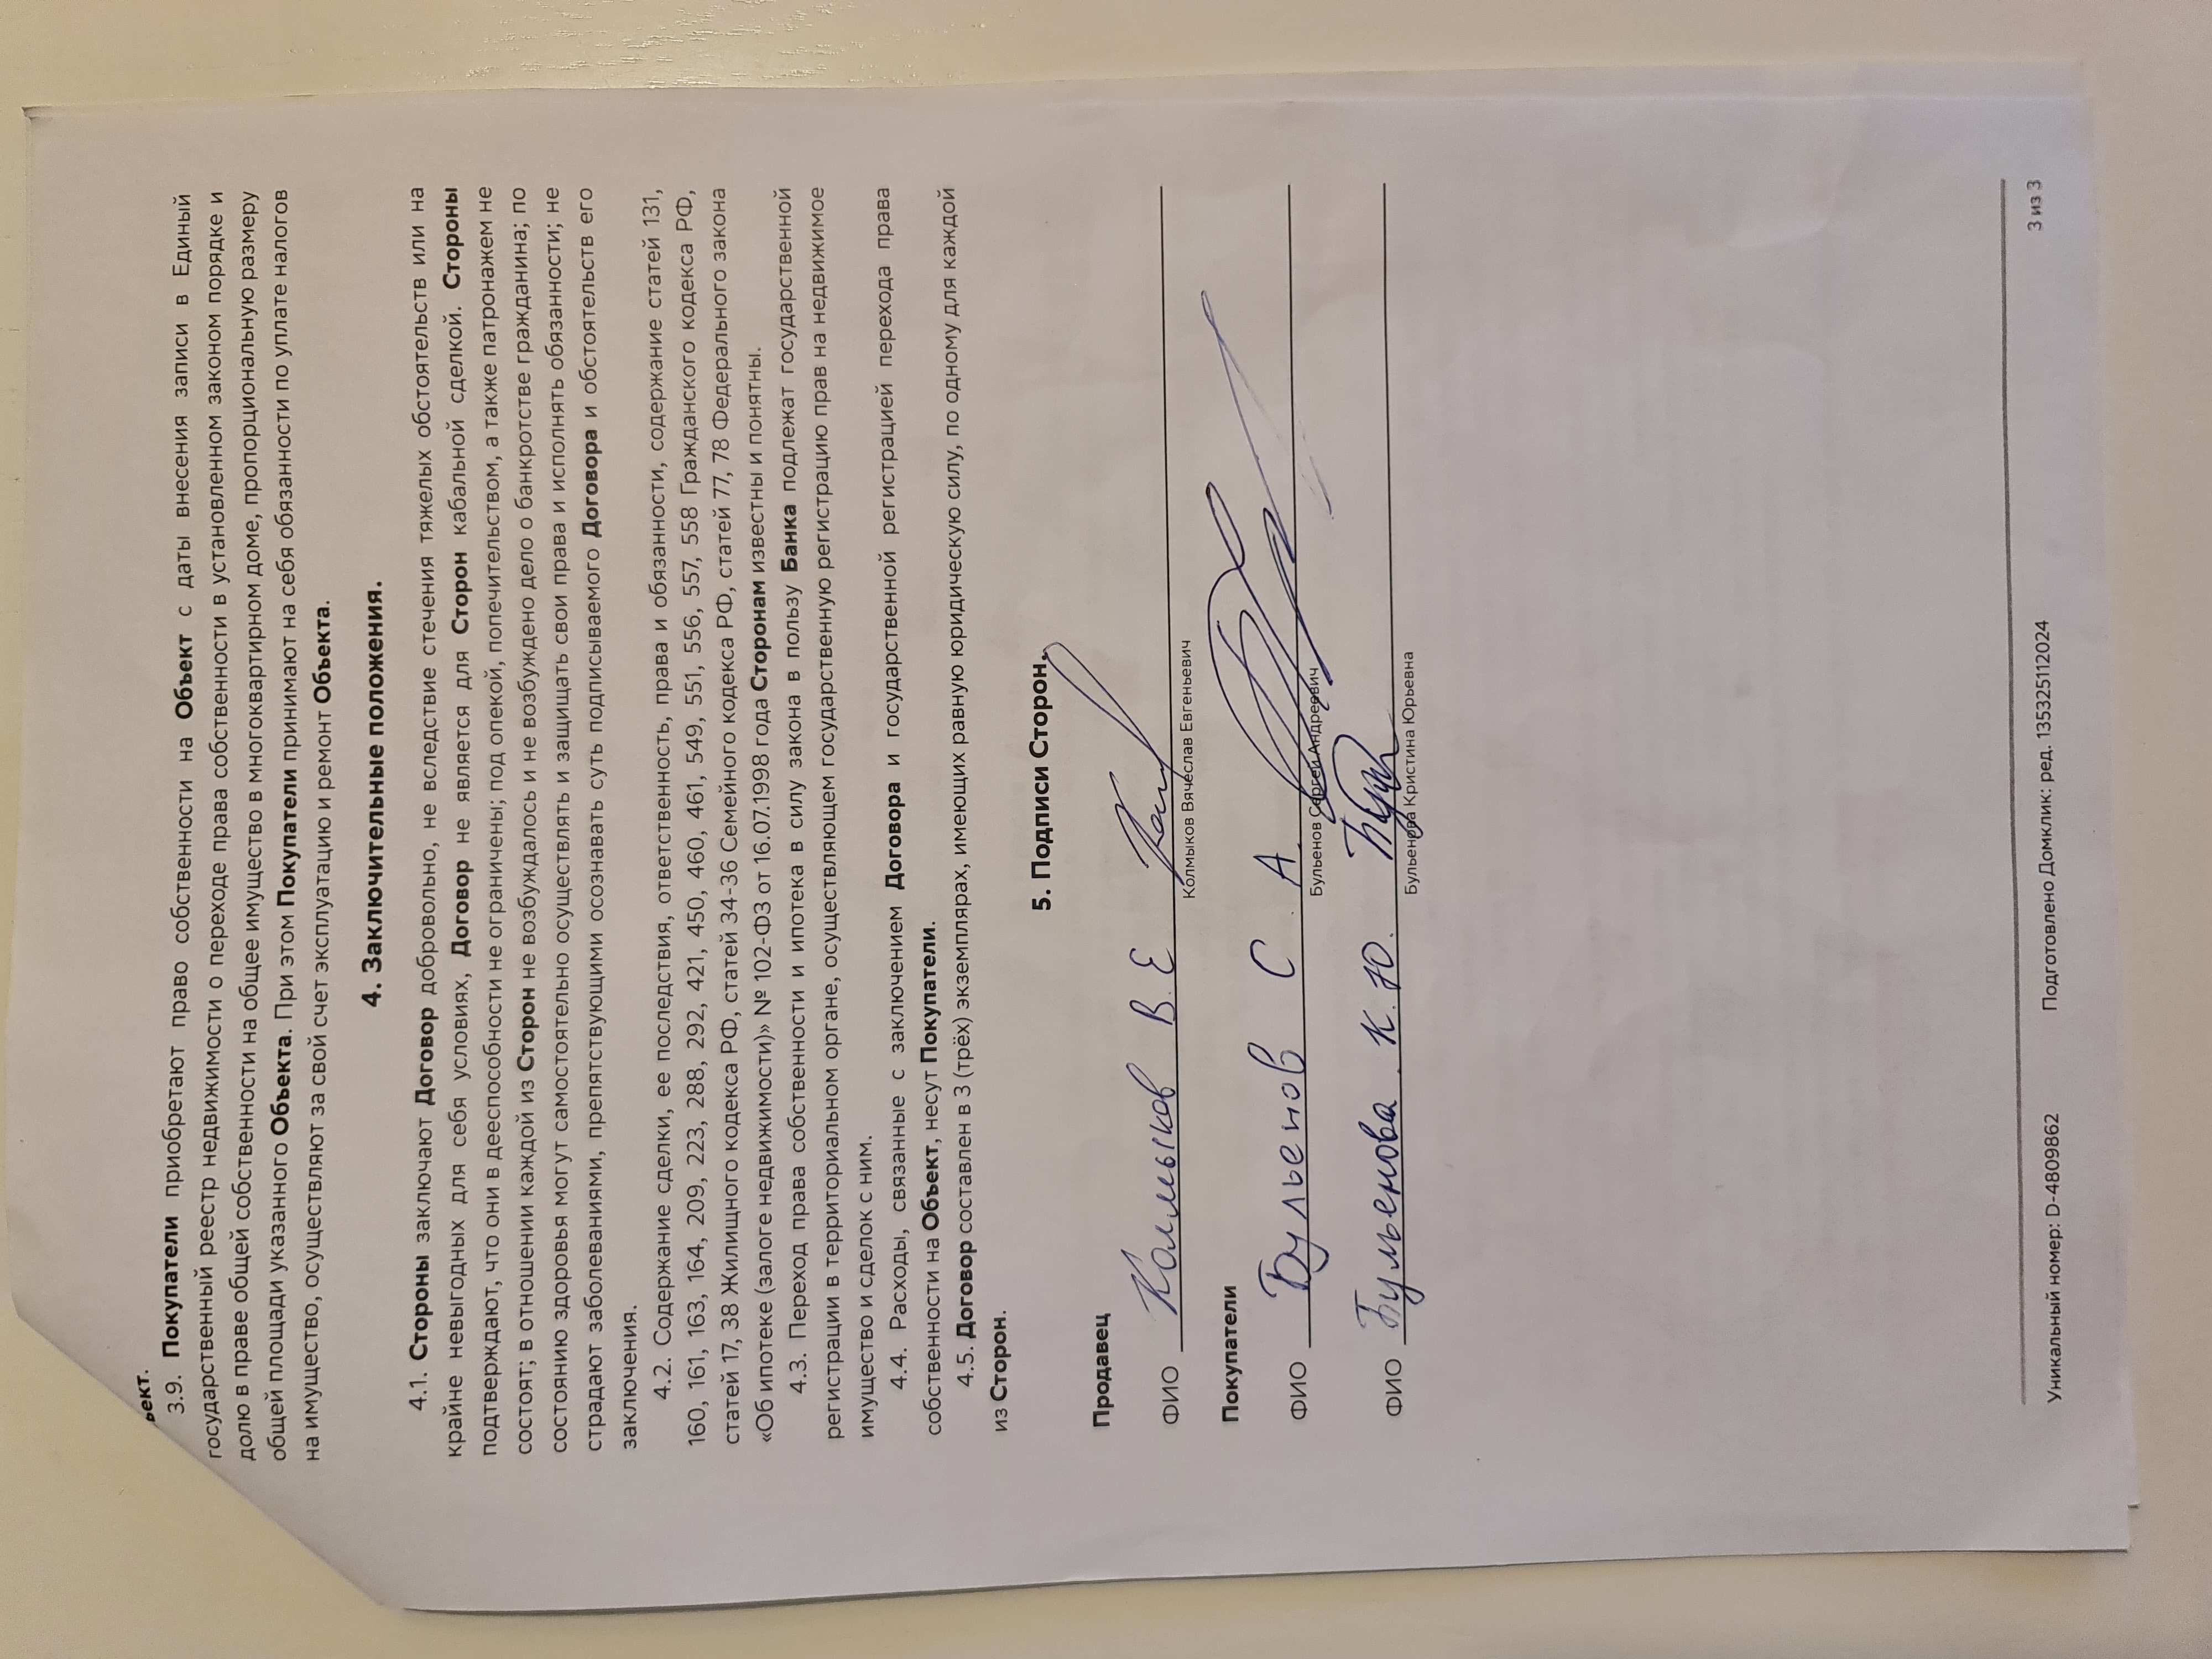 ъект.
3.9. Покупатели приобретают право собственности на Объект с даты внесения записи в Единый
государственный реестр недвижимости о переходе права собственности в установленном законом порядке и
долю в праве общей собственности на общее имущество в многоквартирном доме, пропорциональную размеру
общей площади указанного Объекта. При этом Покупатели принимают на себя обязанности по уплате налогов
на имущество, осуществляют за свой счет эксплуатацию и ремонт Объекта.
4. Заключительные положения.
4.1. Стороны заключают Договор добровольно, не вследствие стечения тяжелых обстоятельств или на
крайне невыгодных для себя условиях, Договор не является для Сторон кабальной сделкой. Стороны
подтверждают, что они в дееспособности не ограничены; под опекой, попечительством, а также патронажем не
состоят; в отношении каждой из Сторон не возбуждалось и не возбуждено дело о банкротстве гражданина; по
состоянию здоровья могут самостоятельно осуществлять и защищать свои права и исполнять обязанности; не
страдают заболеваниями, препятствующими осознавать суть подписываемого Договора и обстоятельств его
заключения.
4.2. Содержание сделки, ее последствия, ответственность, права и обязанности, содержание статей 131,
160, 161, 163, 164, 209, 223, 288, 292, 421, 450, 460, 461, 549, 551, 556, 557, 558 Гражданского кодекса РФ,
статей 17, 38 Жилищного кодекса РФ, статей 34-36 Семейного кодекса РФ, статей 77, 78 Федерального закона
«Об ипотеке (залоге недвижимости)» № 102-ФЗ от 16.07.1998 года Сторонам известны и понятны.
4.3. Переход права собственности и ипотека в силу закона в пользу Банка подлежат государственной
регистрации в территориальном органе, осуществляющем государственную регистрацию прав на недвижимое
имущество и сделок с ним.
4.4. Расходы, связанные с заключением Договора и государственной регистрацией перехода права
собственности на Объект, несут Покупатели.
4.5. Договор составлен в 3 (трёх) экземплярах, имеющих равную юридическую силу, по одному для каждой
из Сторон.
5. Подписи Сторон.
Продавец
ФИО Колмыков В.Е
Колмыков Вячеслав Евгеньевич
Покупатели
ФИО Бульенов С. А.
Бульенов Сергей Андреевич
ФИО Бульенова К.Ю.
Бульенова Кристина Юрьевна
Уникальный номер: D-4809862 Подготовлено Домклик: ред. 13532511202​4 3 из 3